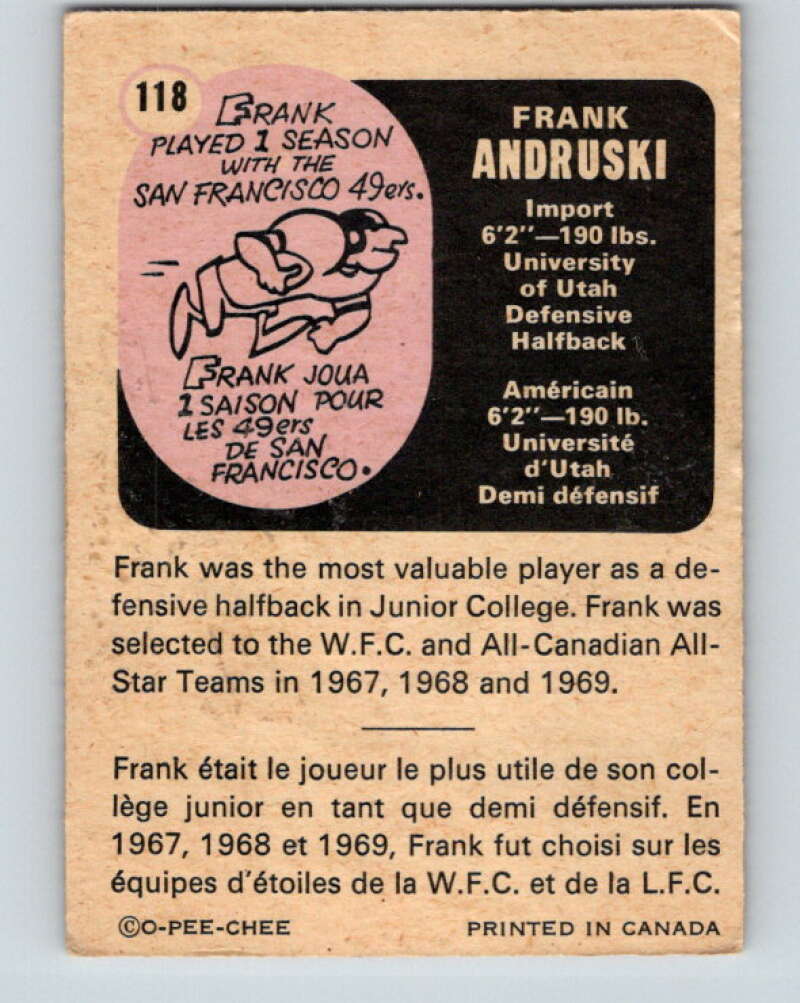 118
FRANK
PLAYED 1 SEASON
WITH THE
SAN FRANCISCO 49ers.
FRANK JOUA
1 SAISON POUR
LES 49ers
DE SAN
FRANCISCO.
FRANK
ANDRUSKI
Import
6'2"—190 lbs.
University
of Utah
Defensive
Halfback
Américain
6'2"—190 lb.
Université
d'Utah
Demi défensif
Frank was the most valuable player as a de-
fensive halfback in Junior College. Frank was
selected to the W.F.C. and All-Canadian All-
Star Teams in 1967, 1968 and 1969.
Frank était le joueur le plus utile de son col-
lège junior en tant que demi défensif. En
1967, 1968 et 1969, Frank fut choisi sur les
équipes d'étoiles de la W.F.C. et de la L.F.C.
©O-PEE-CHEE PRINTED IN CANADA